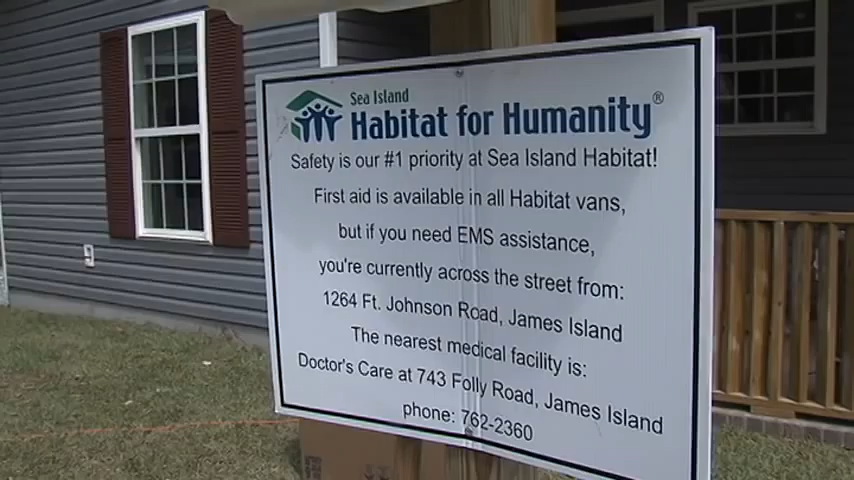 Sea Island
Habitat for Humanity®
Safety is our #1 priority at Sea Island Habitat!
First aid is available in all Habitat vans,
but if you need EMS assistance,
you're currently across the street from:
1264 Ft. Johnson Road, James Island
The nearest medical facility is:
Doctor's Care at 743 Folly Road, James Island
phone: 762-2360